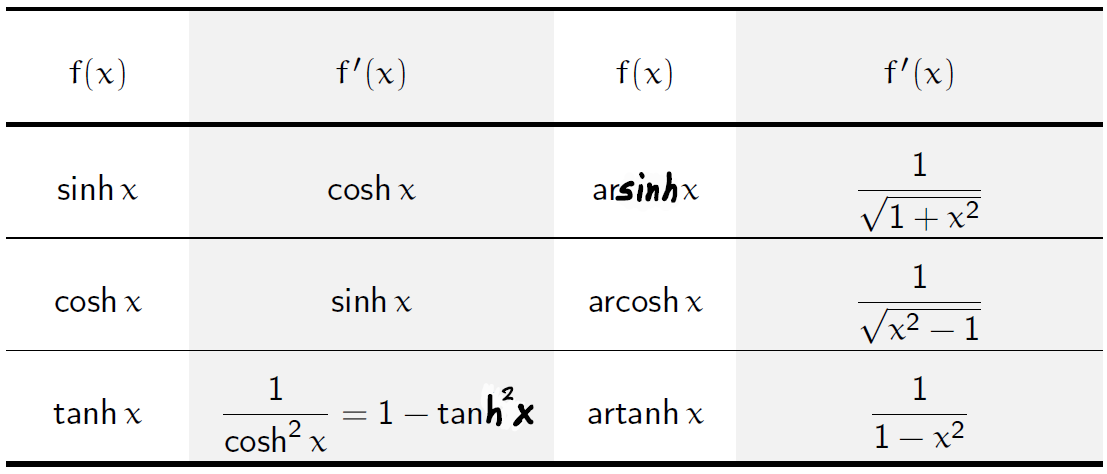 f(x) f′(x) f(x) f′(x)
sinh x cosh x arsinh x 1/√(1 + x²)
cosh x sinh x arcosh x 1/√(x² − 1)
tanh x 1/cosh² x = 1 − tanh²x artanh x 1/(1 − x²)